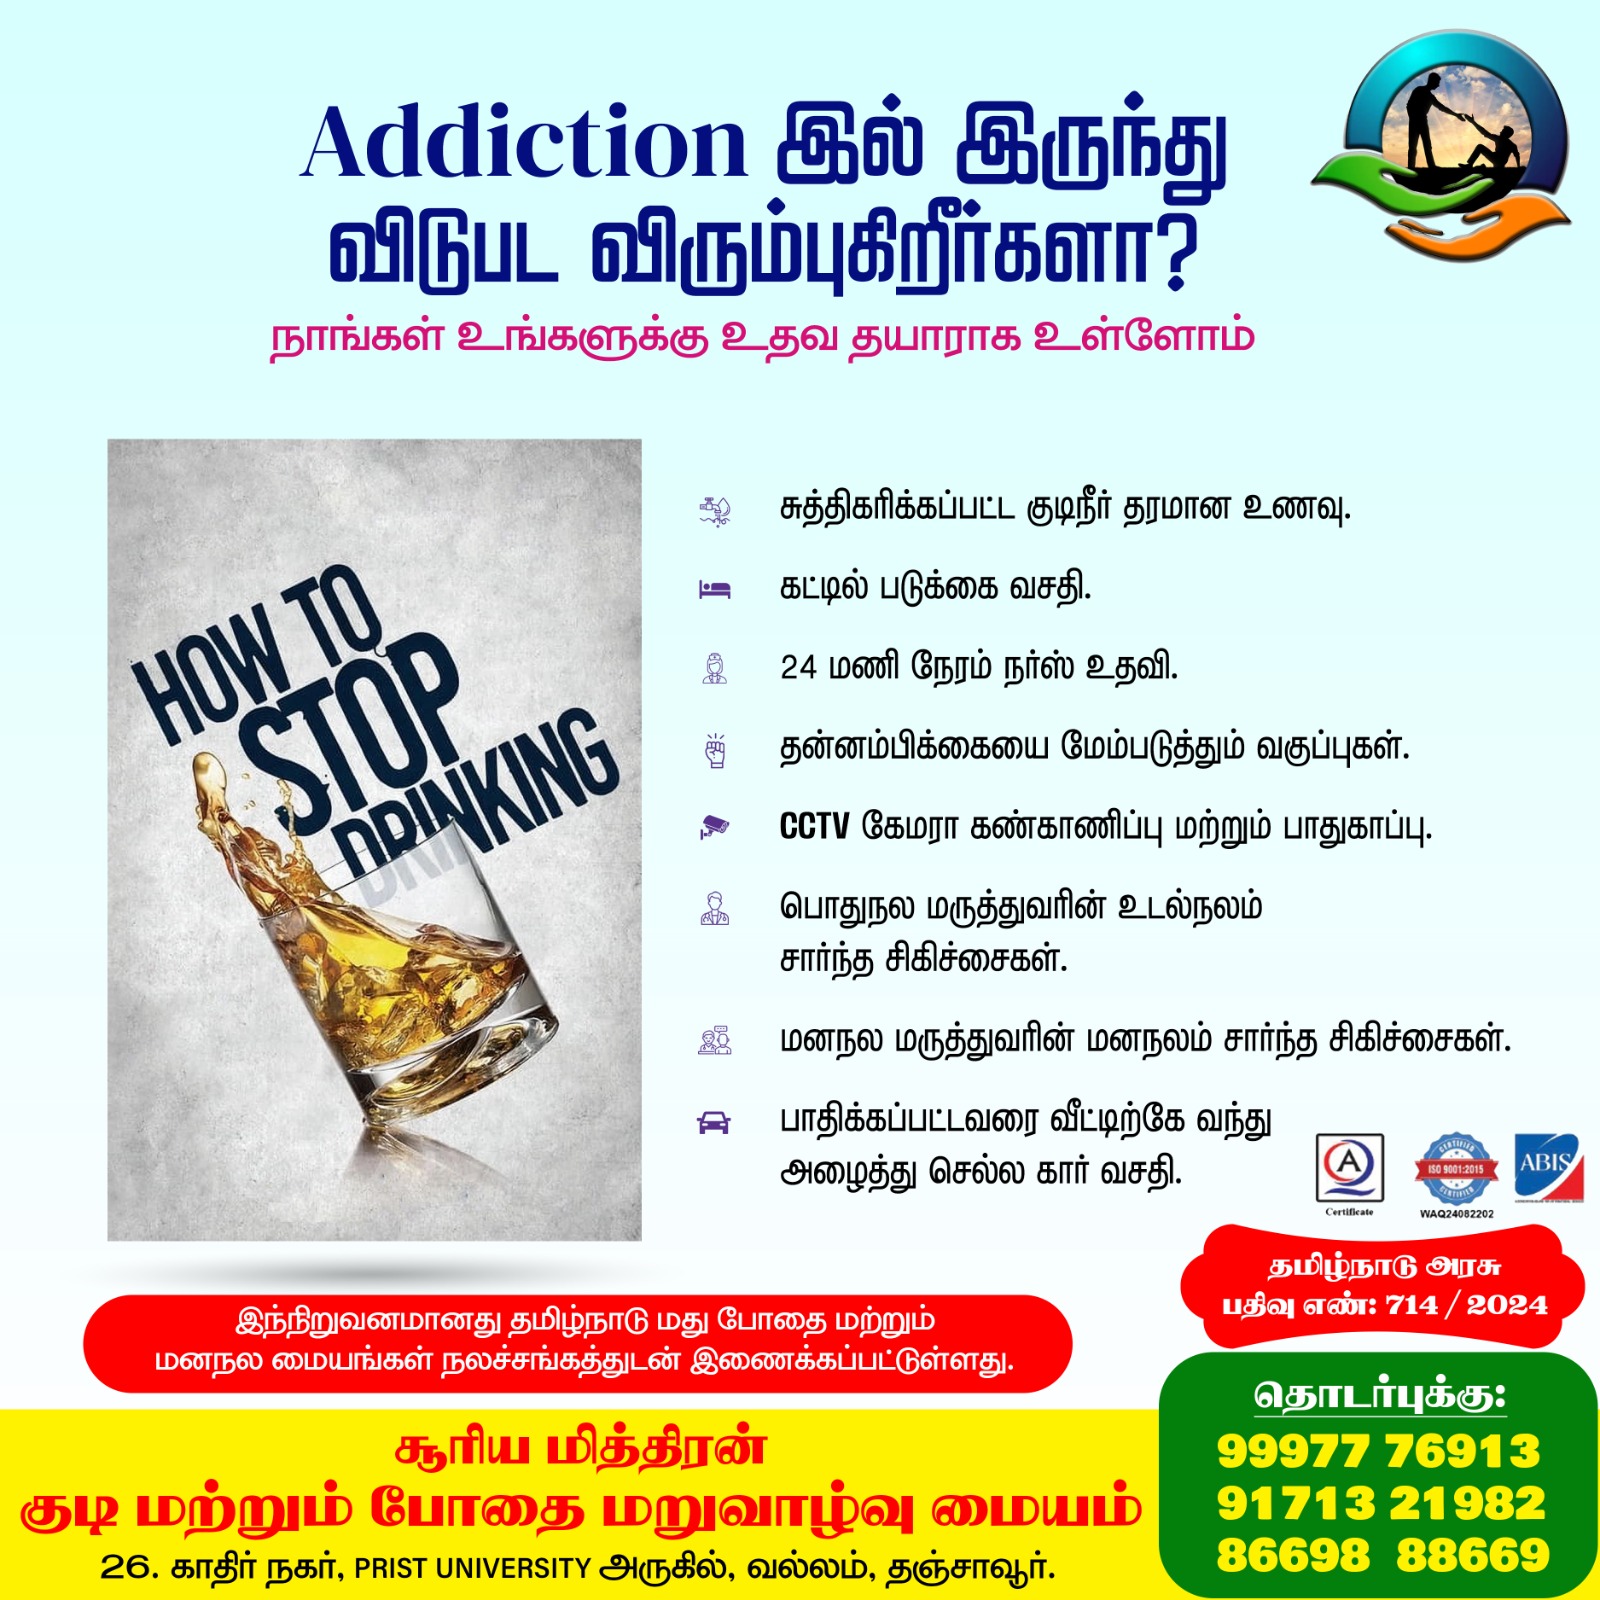 Addiction இல் இருந்து
விடுபட விரும்புகிறீர்களா?
நாங்கள் உங்களுக்கு உதவ தயாராக உள்ளோம்
HOW TO
STOP
DRINKING
சுத்திகரிக்கப்பட்ட குடிநீர் தரமான உணவு.
கட்டில் படுக்கை வசதி.
24 மணி நேரம் நர்ஸ் உதவி.
தன்னம்பிக்கையை மேம்படுத்தும் வகுப்புகள்.
CCTV கேமரா கண்காணிப்பு மற்றும் பாதுகாப்பு.
பொதுநல மருத்துவரின் உடல்நலம்
சார்ந்த சிகிச்சைகள்.
மனநல மருத்துவரின் மனநலம் சார்ந்த சிகிச்சைகள்.
பாதிக்கப்பட்டவரை வீட்டிற்கே வந்து
அழைத்து செல்ல கார் வசதி.
A
Certificate
CERTIFIED
ISO 9001:2015
CERTIFIED
WAQ24082202
ABIS
தமிழ்நாடு அரசு
பதிவு எண்: 714 / 2024
இந்நிறுவனமானது தமிழ்நாடு மது போதை மற்றும்
மனநல மையங்கள் நலச்சங்கத்துடன் இணைக்கப்பட்டுள்ளது.
சூரிய மித்திரன்
குடி மற்றும் போதை மறுவாழ்வு மையம்
26. காதிர் நகர், PRIST UNIVERSITY அருகில், வல்லம், தஞ்சாவூர்.
தொடர்புக்கு:
99977 76913
91713 21982
86698 88669